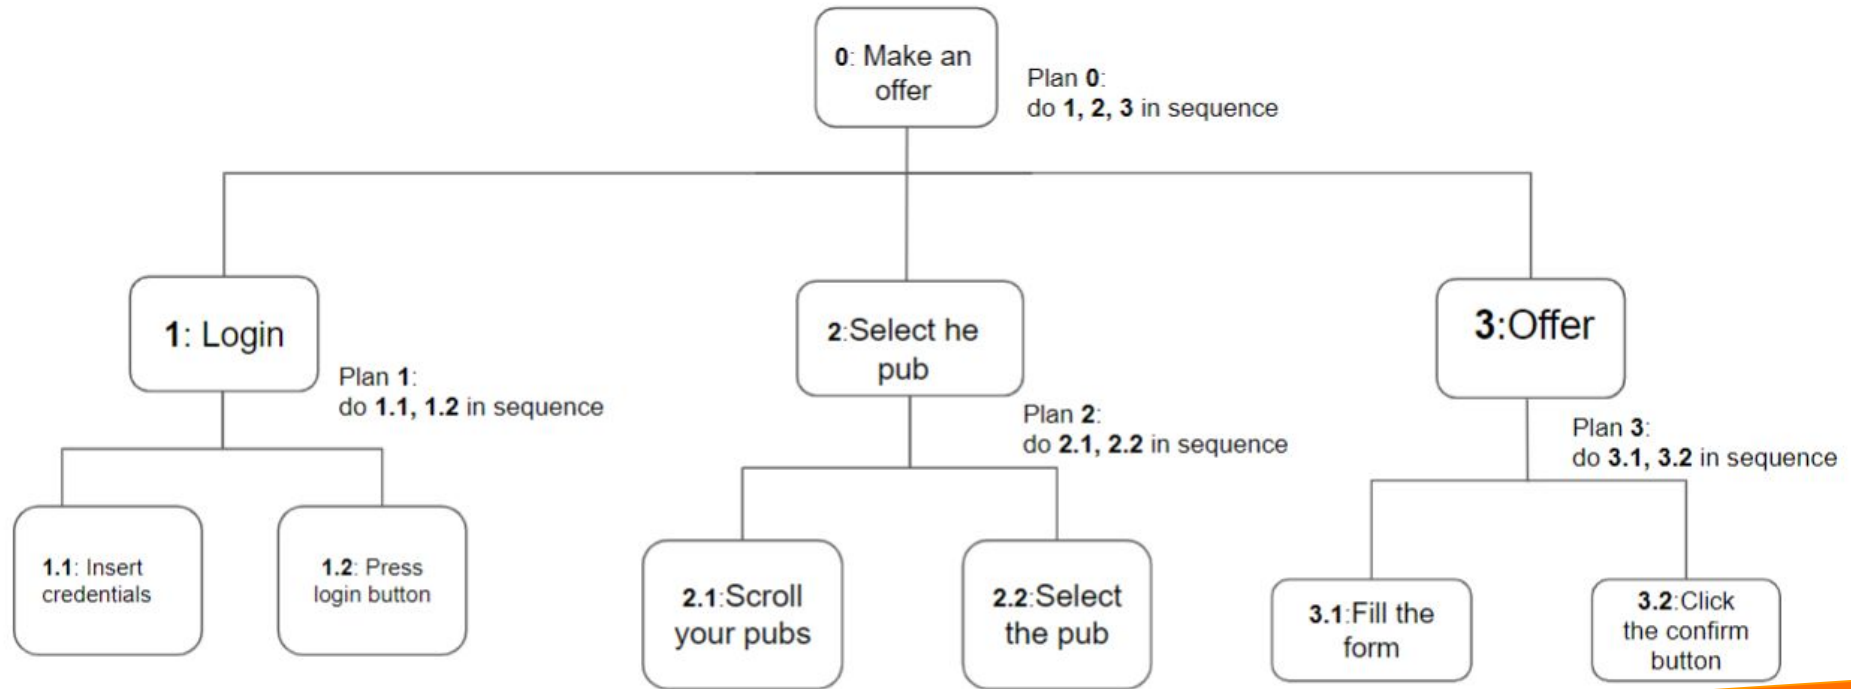 0: Make an
offer
Plan 0:
do 1, 2, 3 in sequence
1: Login
Plan 1:
do 1.1, 1.2 in sequence
2:Select he
pub
Plan 2:
do 2.1, 2.2 in sequence
3:Offer
Plan 3:
do 3.1, 3.2 in sequence
1.1: Insert
credentials
1.2: Press
login button
2.1:Scroll
your pubs
2.2:Select
the pub
3.1:Fill the
form
3.2:Click
the confirm
button